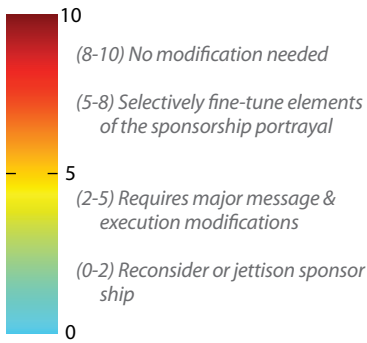 10
(8-10) No modification needed
(5-8) Selectively fine-tune elements
of the sponsorship portrayal
5
(2-5) Requires major message &
execution modifications
(0-2) Reconsider or jettison sponsor
ship
0